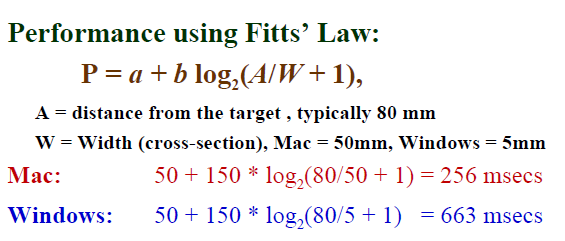 Performance using Fitts' Law:
P = a + b log₂(A/W + 1),
A = distance from the target , typically 80 mm
W = Width (cross-section), Mac = 50mm, Windows = 5mm
Mac: 50 + 150 * log₂(80/50 + 1) = 256 msecs
Windows: 50 + 150 * log₂(80/5 + 1) = 663 msecs